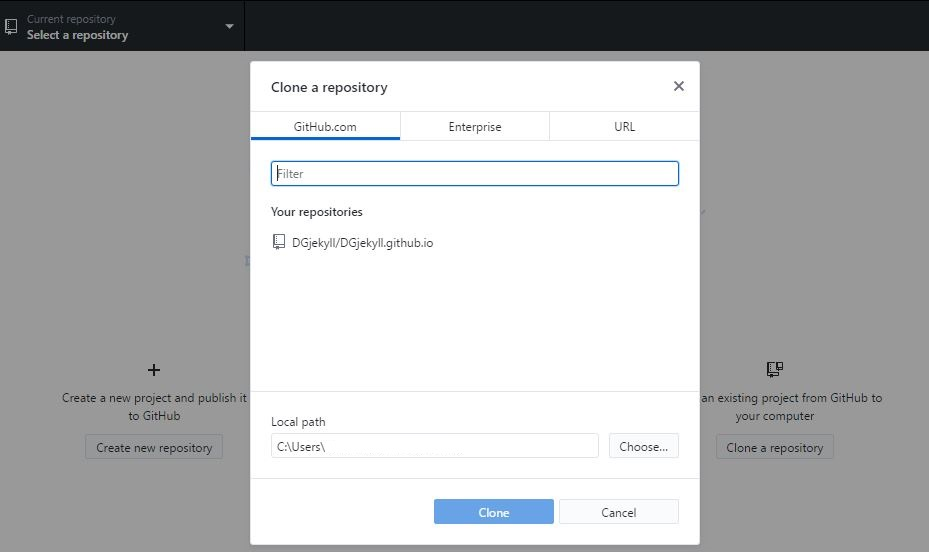 Current repository
Select a repository
Clone a repository
GitHub.com
Enterprise
URL
Filter
Your repositories
DGjekyll/DGjekyll.github.io
Create a new project and publish it
to GitHub
Create new repository
an existing project from GitHub to
your computer
Clone a repository
Local path
C:\Users\
Choose...
Clone
Cancel